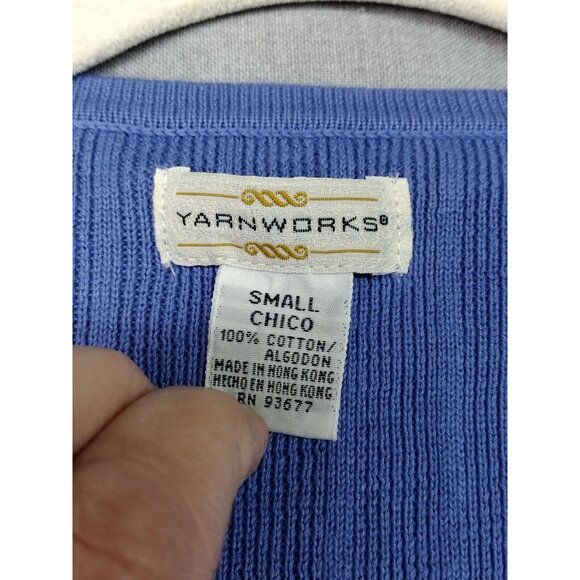 YARNWORKS®
SMALL
CHICO
100% COTTON/
ALGODON
MADE IN HONG KONG
HECHO EN HONG KONG
RN 93677